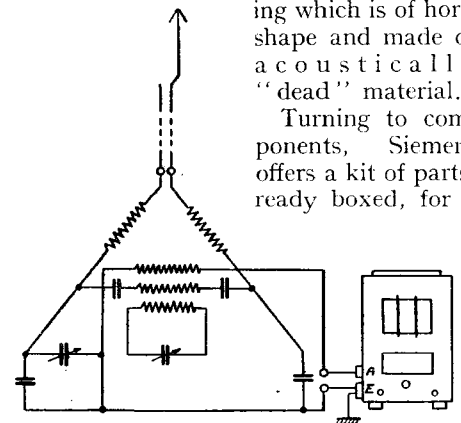 ing which is of hor
shape and made o
acousticall
"dead" material.
Turning to com
ponents, Siemen
offers a kit of parts
ready boxed, for
A
E